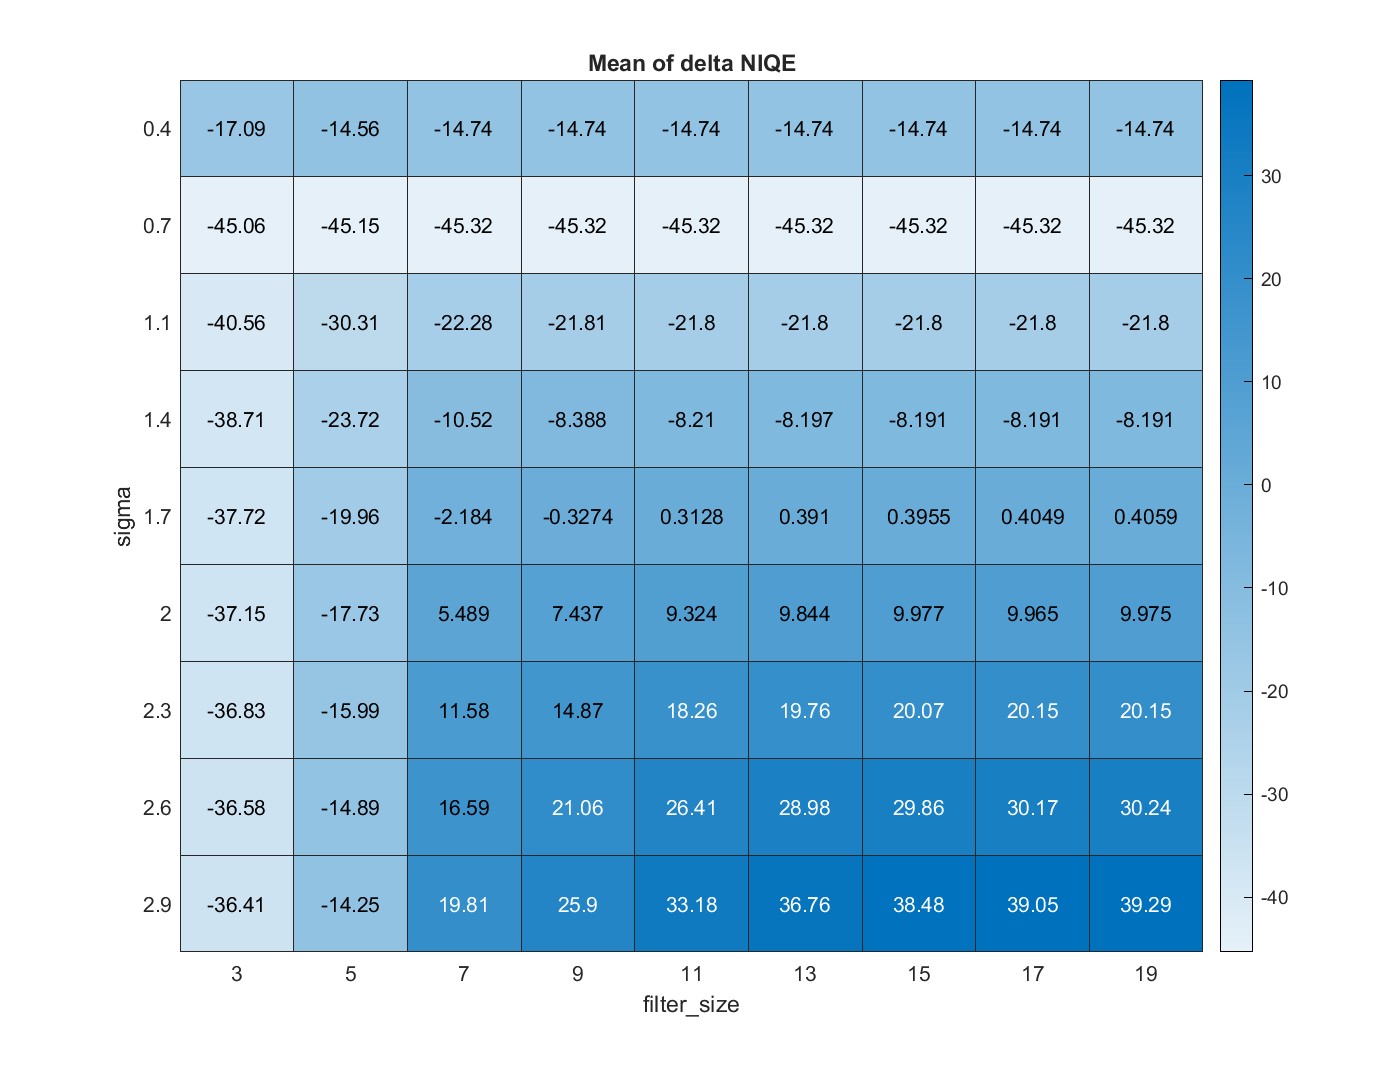 Mean of delta NIQE
0.4 -17.09 -14.56 -14.74 -14.74 -14.74 -14.74 -14.74 -14.74 -14.74
30
0.7 -45.06 -45.15 -45.32 -45.32 -45.32 -45.32 -45.32 -45.32 -45.32
20
1.1 -40.56 -30.31 -22.28 -21.81 -21.8 -21.8 -21.8 -21.8 -21.8
10
1.4 -38.71 -23.72 -10.52 -8.388 -8.21 -8.197 -8.191 -8.191 -8.191
0
sigma
1.7 -37.72 -19.96 -2.184 -0.3274 0.3128 0.391 0.3955 0.4049 0.4059
-10
2 -37.15 -17.73 5.489 7.437 9.324 9.844 9.977 9.965 9.975
-20
2.3 -36.83 -15.99 11.58 14.87 18.26 19.76 20.07 20.15 20.15
-30
2.6 -36.58 -14.89 16.59 21.06 26.41 28.98 29.86 30.17 30.24
-40
2.9 -36.41 -14.25 19.81 25.9 33.18 36.76 38.48 39.05 39.29
3 5 7 9 11 13 15 17 19
filter_size